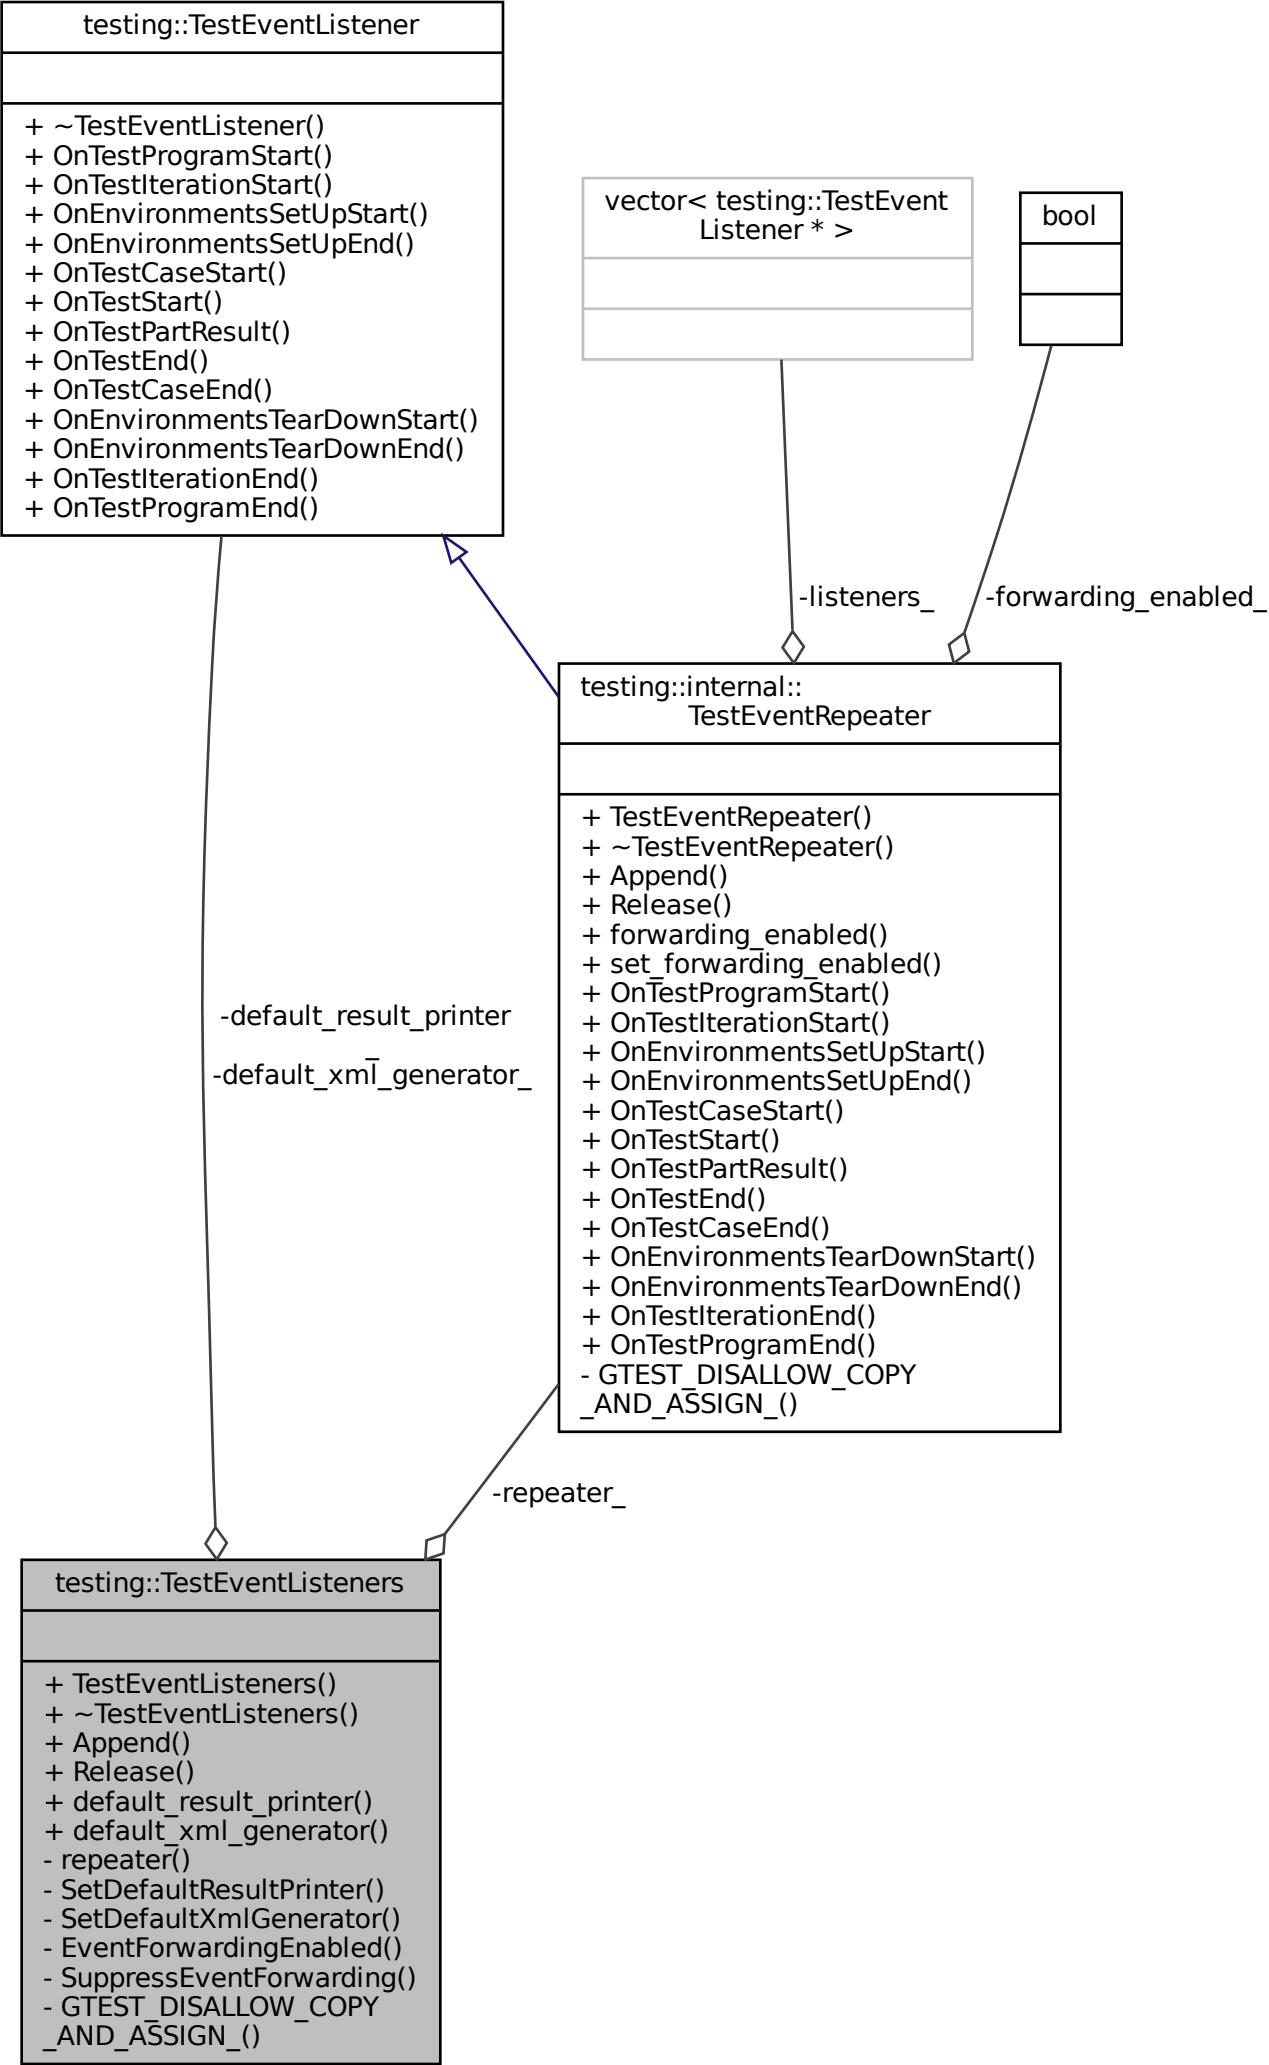 testing::TestEventListener
+ ~TestEventListener()
+ OnTestProgramStart()
+ OnTestIterationStart()
+ OnEnvironmentsSetUpStart()
+ OnEnvironmentsSetUpEnd()
+ OnTestCaseStart()
+ OnTestStart()
+ OnTestPartResult()
+ OnTestEnd()
+ OnTestCaseEnd()
+ OnEnvironmentsTearDownStart()
+ OnEnvironmentsTearDownEnd()
+ OnTestIterationEnd()
+ OnTestProgramEnd()
vector< testing::TestEvent
Listener * >
bool
-listeners_
-forwarding_enabled_
testing::internal::
TestEventRepeater
+ TestEventRepeater()
+ ~TestEventRepeater()
+ Append()
+ Release()
+ forwarding_enabled()
+ set_forwarding_enabled()
+ OnTestProgramStart()
+ OnTestIterationStart()
+ OnEnvironmentsSetUpStart()
+ OnEnvironmentsSetUpEnd()
+ OnTestCaseStart()
+ OnTestStart()
+ OnTestPartResult()
+ OnTestEnd()
+ OnTestCaseEnd()
+ OnEnvironmentsTearDownStart()
+ OnEnvironmentsTearDownEnd()
+ OnTestIterationEnd()
+ OnTestProgramEnd()
- GTEST_DISALLOW_COPY
_AND_ASSIGN_()
-default_result_printer
_
-default_xml_generator_
-repeater_
testing::TestEventListeners
+ TestEventListeners()
+ ~TestEventListeners()
+ Append()
+ Release()
+ default_result_printer()
+ default_xml_generator()
- repeater()
- SetDefaultResultPrinter()
- SetDefaultXmlGenerator()
- EventForwardingEnabled()
- SuppressEventForwarding()
- GTEST_DISALLOW_COPY
_AND_ASSIGN_()